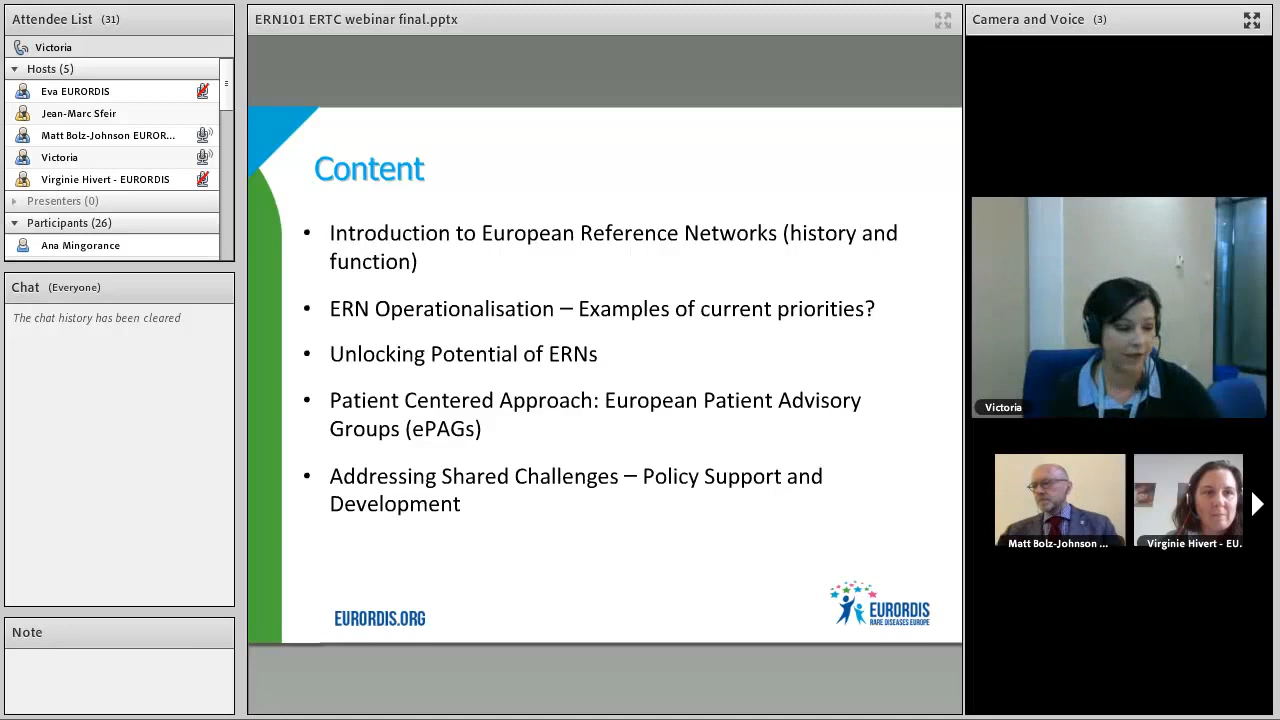 Attendee List (31)
Victoria
Hosts (5)
Eva EURORDIS
Jean-Marc Sfeir
Matt Bolz-Johnson EUROR...
Victoria
Virginie Hivert - EURORDIS
Presenters (0)
Participants (26)
Ana Mingorance
Chat (Everyone)
The chat history has been cleared
Note
ERN101 ERTC webinar final.pptx
Content
• Introduction to European Reference Networks (history and
function)
• ERN Operationalisation – Examples of current priorities?
• Unlocking Potential of ERNs
• Patient Centered Approach: European Patient Advisory
Groups (ePAGs)
• Addressing Shared Challenges – Policy Support and
Development
EURORDIS.ORG
EURORDIS
RARE DISEASES EUROPE
Camera and Voice (3)
Victoria
Matt Bolz-Johnson ...
Virginie Hivert - EU.